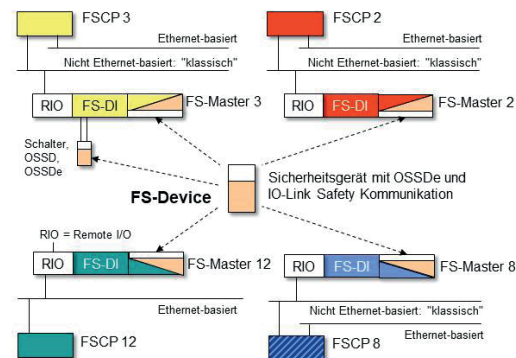 FSCP 3
Ethernet-basiert
Nicht Ethernet-basiert: "klassisch"
RIO
FS-DI
FS-Master 3
Schalter,
OSSD,
OSSDe
FSCP 2
Ethernet-basiert
Nicht Ethernet-basiert: "klassisch"
RIO
FS-DI
FS-Master 2
FS-Device
Sicherheitsgerät mit OSSDe und
IO-Link Safety Kommunikation
RIO = Remote I/O
RIO
FS-DI
FS-Master 12
Ethernet-basiert
FSCP 12
RIO
FS-DI
FS-Master 8
Nicht Ethernet-basiert: "klassisch"
Ethernet-basiert
FSCP 8